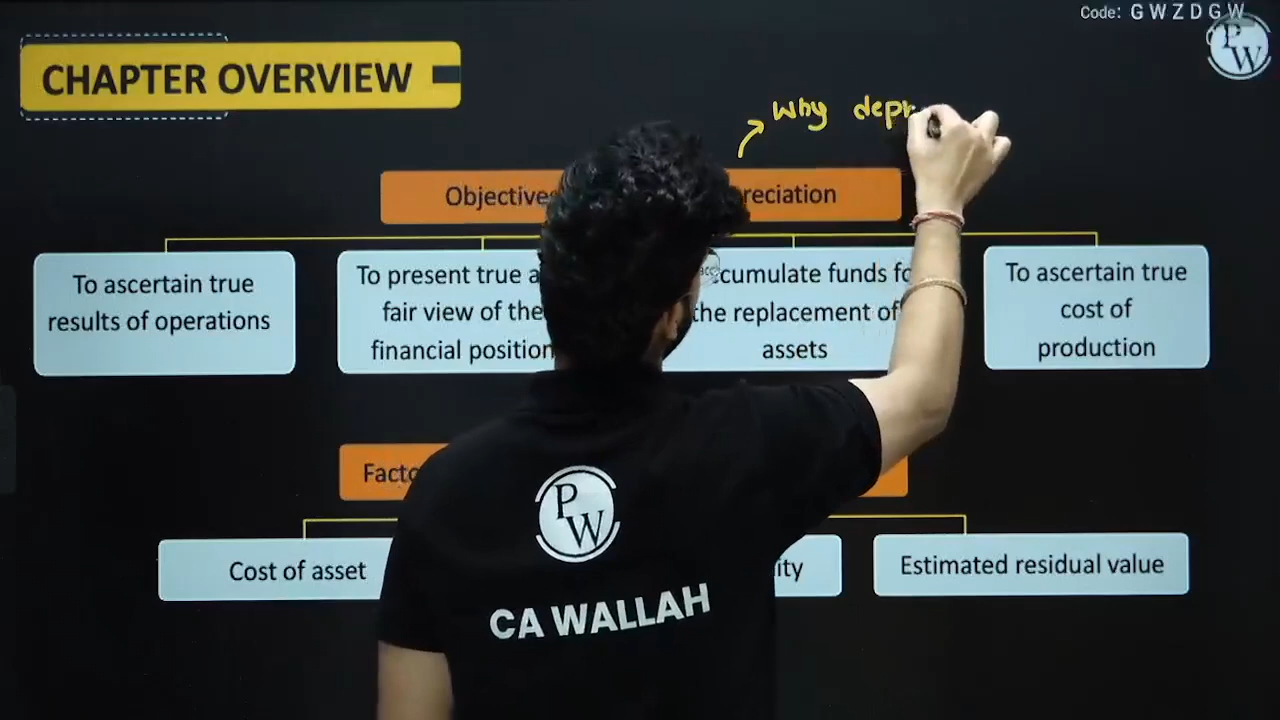 Code: G W Z D G W
P
W
CHAPTER OVERVIEW
Why depr
Objectives reciation
To ascertain true
results of operations
To present true a
fair view of the
financial position
ccumulate funds fo
the replacement of
assets
To ascertain true
cost of
production
Facto
Cost of asset
ity
Estimated residual value
P
W
CA WALLAH